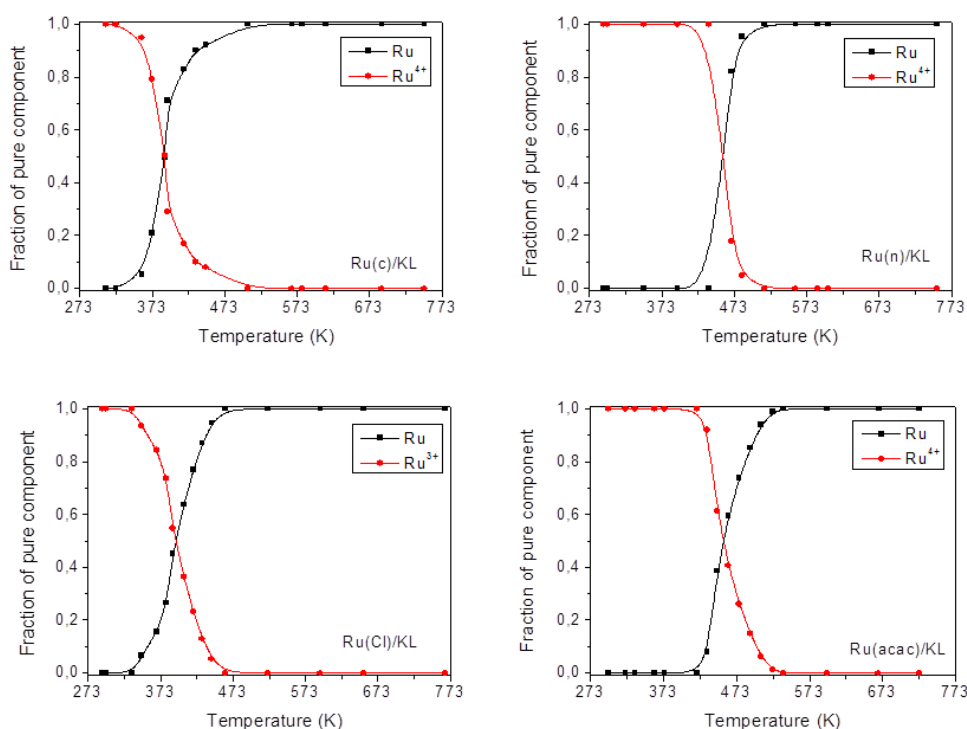 1,0
0,8
0,6
0,4
0,2
0,0
Fraction of pure component
Ru
Ru⁴⁺
Ru(c)/KL
273 373 473 573 673 773
Temperature (K)
1,0
0,8
0,6
0,4
0,2
0,0
Fractionn of pure component
Ru
Ru⁴⁺
Ru(n)/KL
273 373 473 573 673 773
Temperature (K)
1,0
0,8
0,6
0,4
0,2
0,0
Fraction of pure component
Ru
Ru³⁺
Ru(Cl)/KL
273 373 473 573 673 773
Temperature (K)
1,0
0,8
0,6
0,4
0,2
0,0
Fraction of pure component
Ru
Ru⁴⁺
Ru(acac)/KL
273 373 473 573 673 773
Temperature (K)